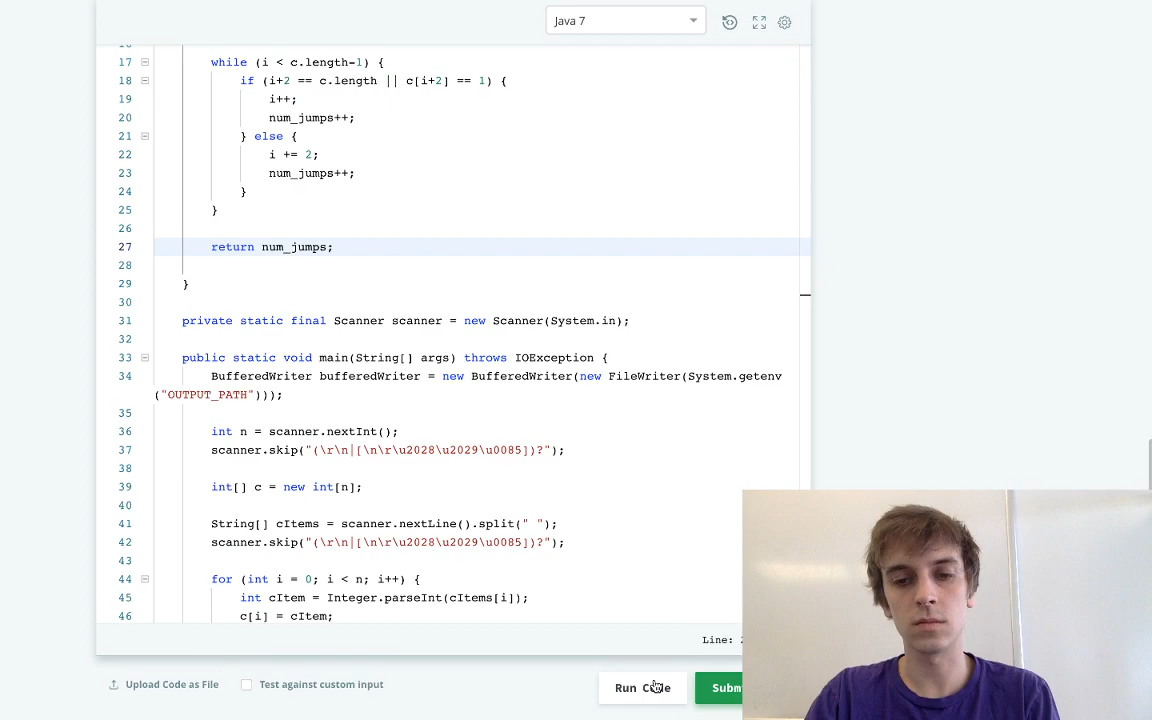 Java 7
17 while (i < c.length-1) {
18 if (i+2 == c.length || c[i+2] == 1) {
19 i++;
20 num_jumps++;
21 } else {
22 i += 2;
23 num_jumps++;
24 }
25 }
26
27 return num_jumps;
28
29 }
30
31 private static final Scanner scanner = new Scanner(System.in);
32
33 public static void main(String[] args) throws IOException {
34 BufferedWriter bufferedWriter = new BufferedWriter(new FileWriter(System.getenv
("OUTPUT_PATH")));
35
36 int n = scanner.nextInt();
37 scanner.skip("(\r\n|[\n\r\u2028\u2029\u0085])?");
38
39 int[] c = new int[n];
40
41 String[] cItems = scanner.nextLine().split(" ");
42 scanner.skip("(\r\n|[\n\r\u2028\u2029\u0085])?");
43
44 for (int i = 0; i < n; i++) {
45 int cItem = Integer.parseInt(cItems[i]);
46 c[i] = cItem;
Line:
Upload Code as File Test against custom input Run Code Subm